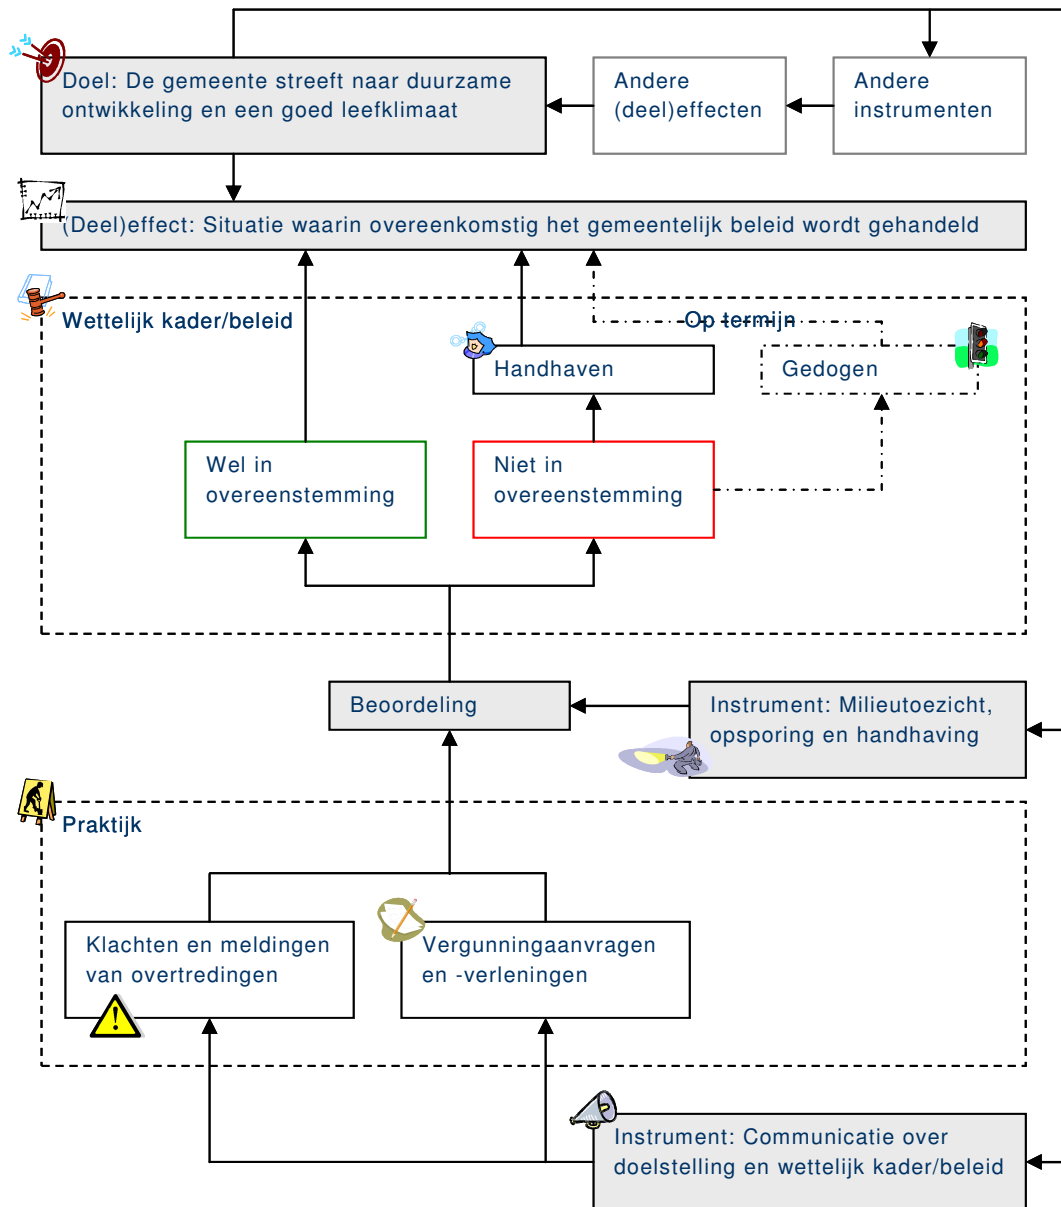 Doel: De gemeente streeft naar duurzame
ontwikkeling en een goed leefklimaat
Andere
(deel)effecten
Andere
instrumenten
(Deel)effect: Situatie waarin overeenkomstig het gemeentelijk beleid wordt gehandeld
Wettelijk kader/beleid
Op termijn
Handhaven
Gedogen
Wel in
overeenstemming
Niet in
overeenstemming
Beoordeling
Instrument: Milieutoezicht,
opsporing en handhaving
Praktijk
Klachten en meldingen
van overtredingen
Vergunningaanvragen
en -verleningen
Instrument: Communicatie over
doelstelling en wettelijk kader/beleid